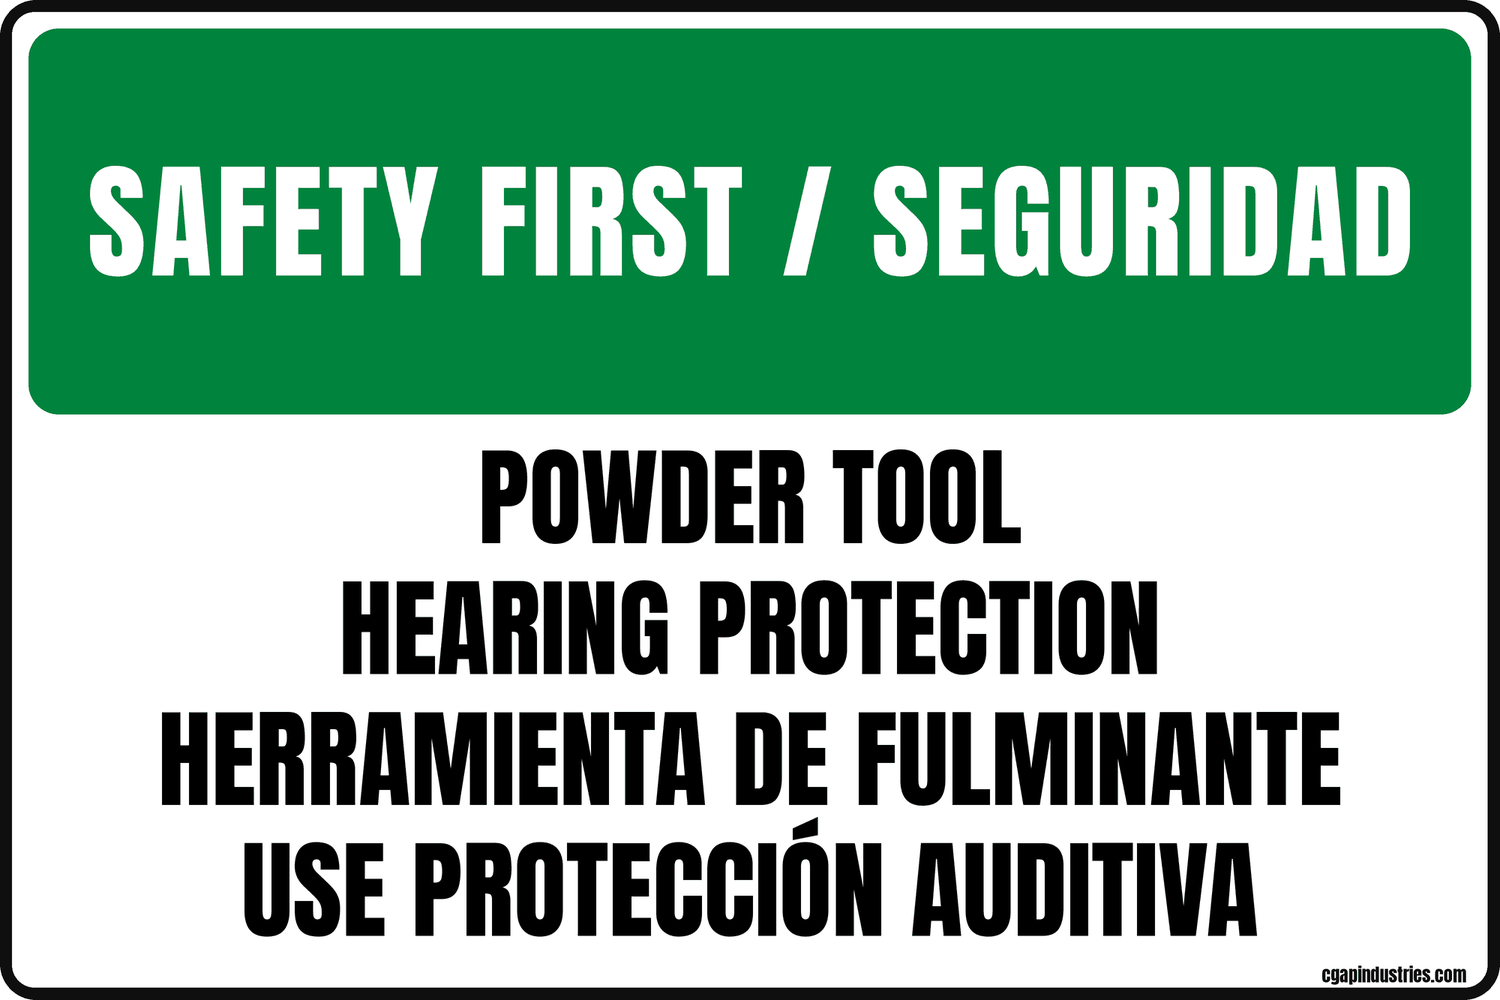 SAFETY FIRST / SEGURIDAD
POWDER TOOL
HEARING PROTECTION
HERRAMIENTA DE FULMINANTE
USE PROTECCIÓN AUDITIVA
cgapindustries.com